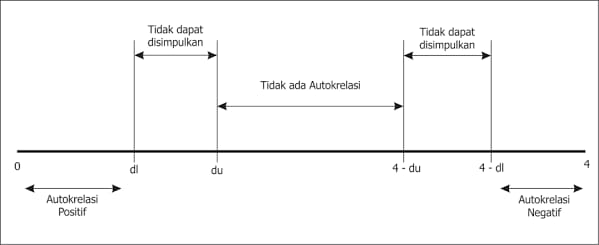 Tidak dapat
disimpulkan
Tidak dapat
disimpulkan
Tidak ada Autokrelasi
0
dl
du
4 - du
4 - dl
4
Autokrelasi
Positif
Autokrelasi
Negatif